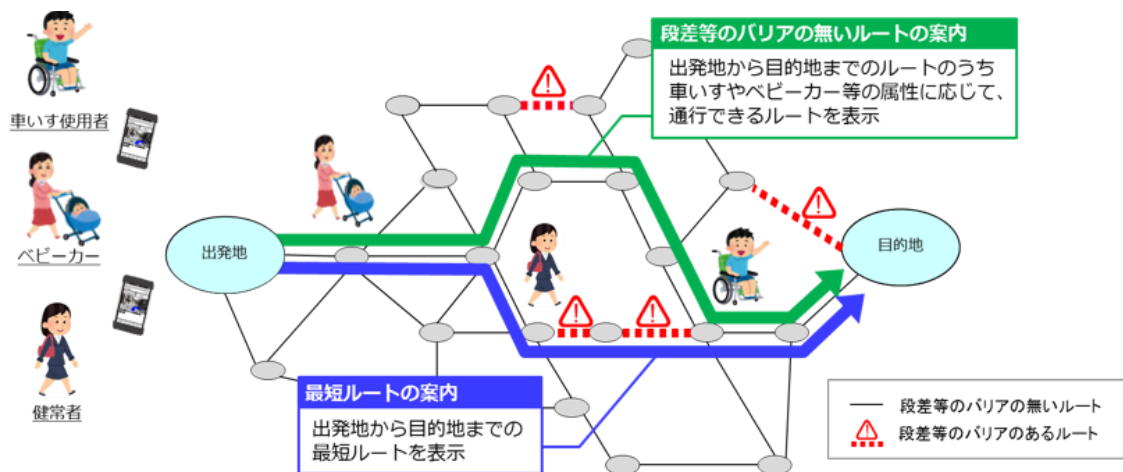 車いす使用者
ベビーカー
健常者
出発地
段差等のバリアの無いルートの案内
出発地から目的地までのルートのうち
車いすやベビーカー等の属性に応じて、
通行できるルートを表示
目的地
最短ルートの案内
出発地から目的地までの
最短ルートを表示
段差等のバリアの無いルート
段差等のバリアのあるルート